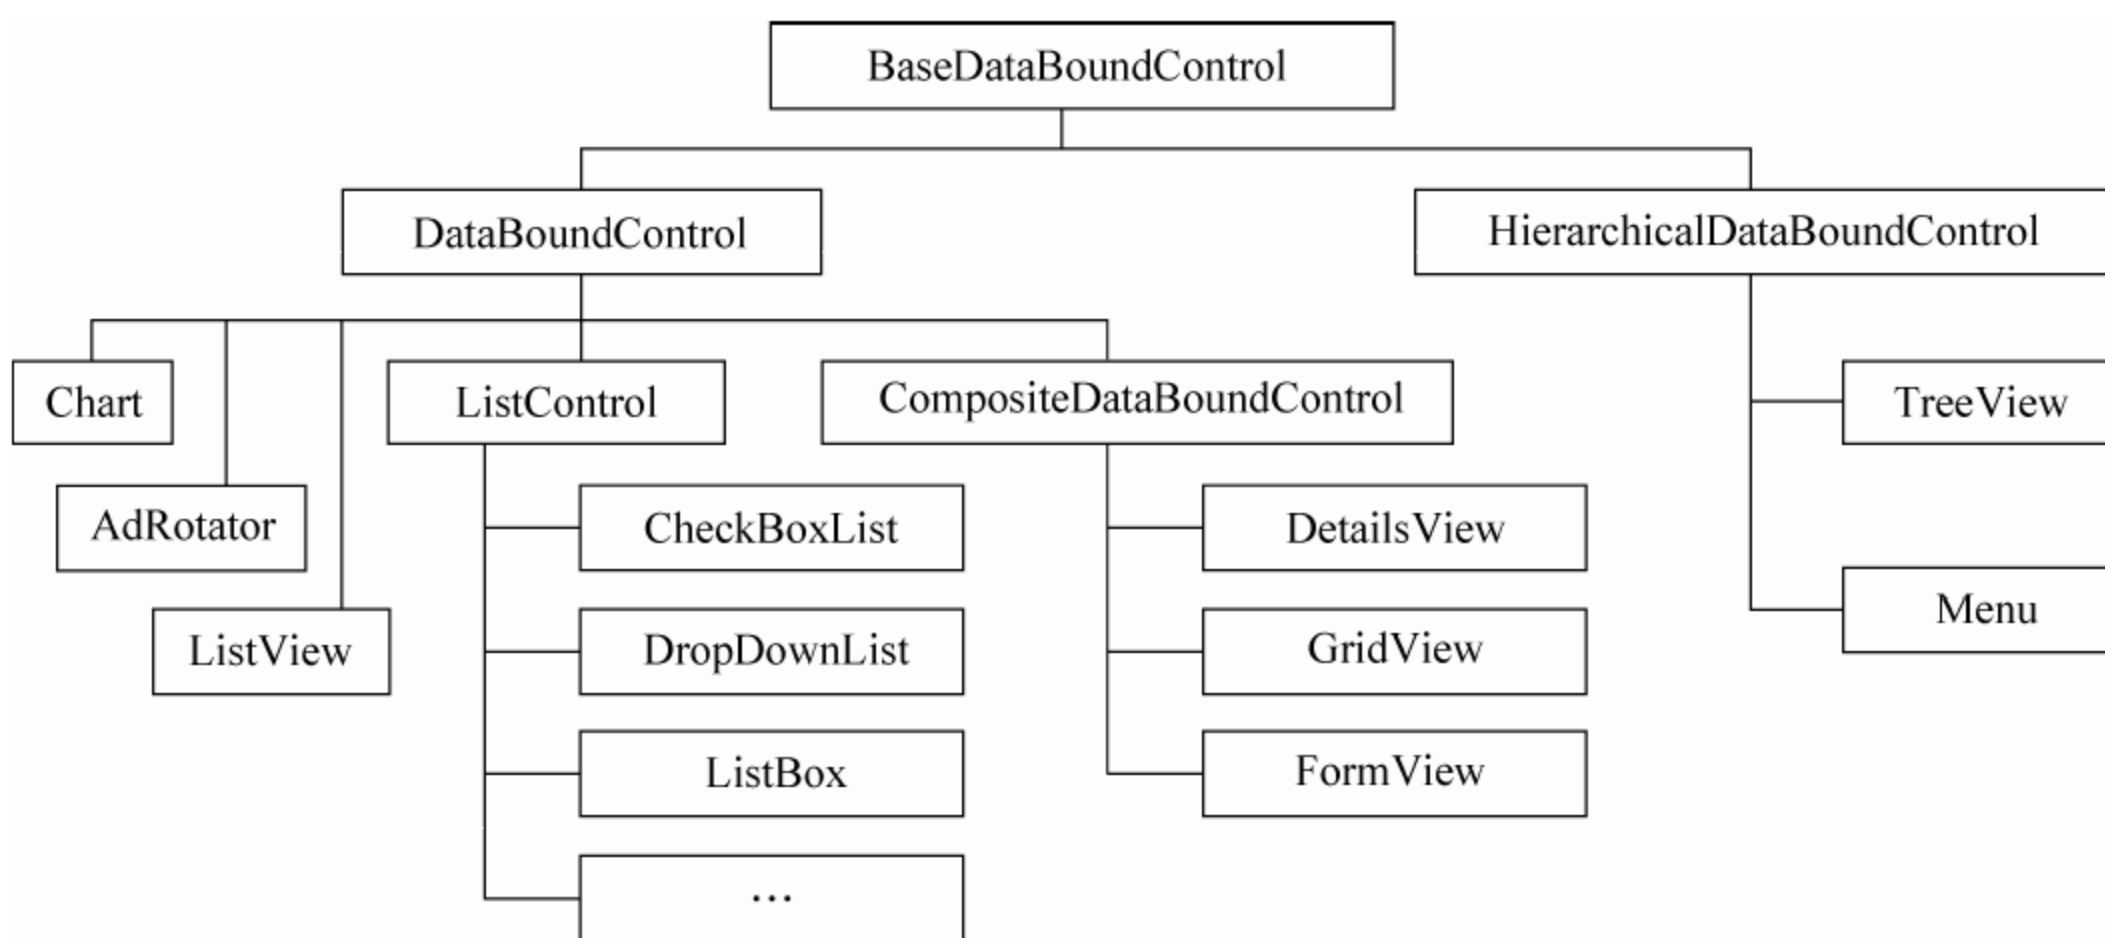 BaseDataBoundControl
DataBoundControl
HierarchicalDataBoundControl
Chart
ListControl
CompositeDataBoundControl
TreeView
AdRotator
CheckBoxList
DetailsView
Menu
ListView
DropDownList
GridView
ListBox
FormView
…